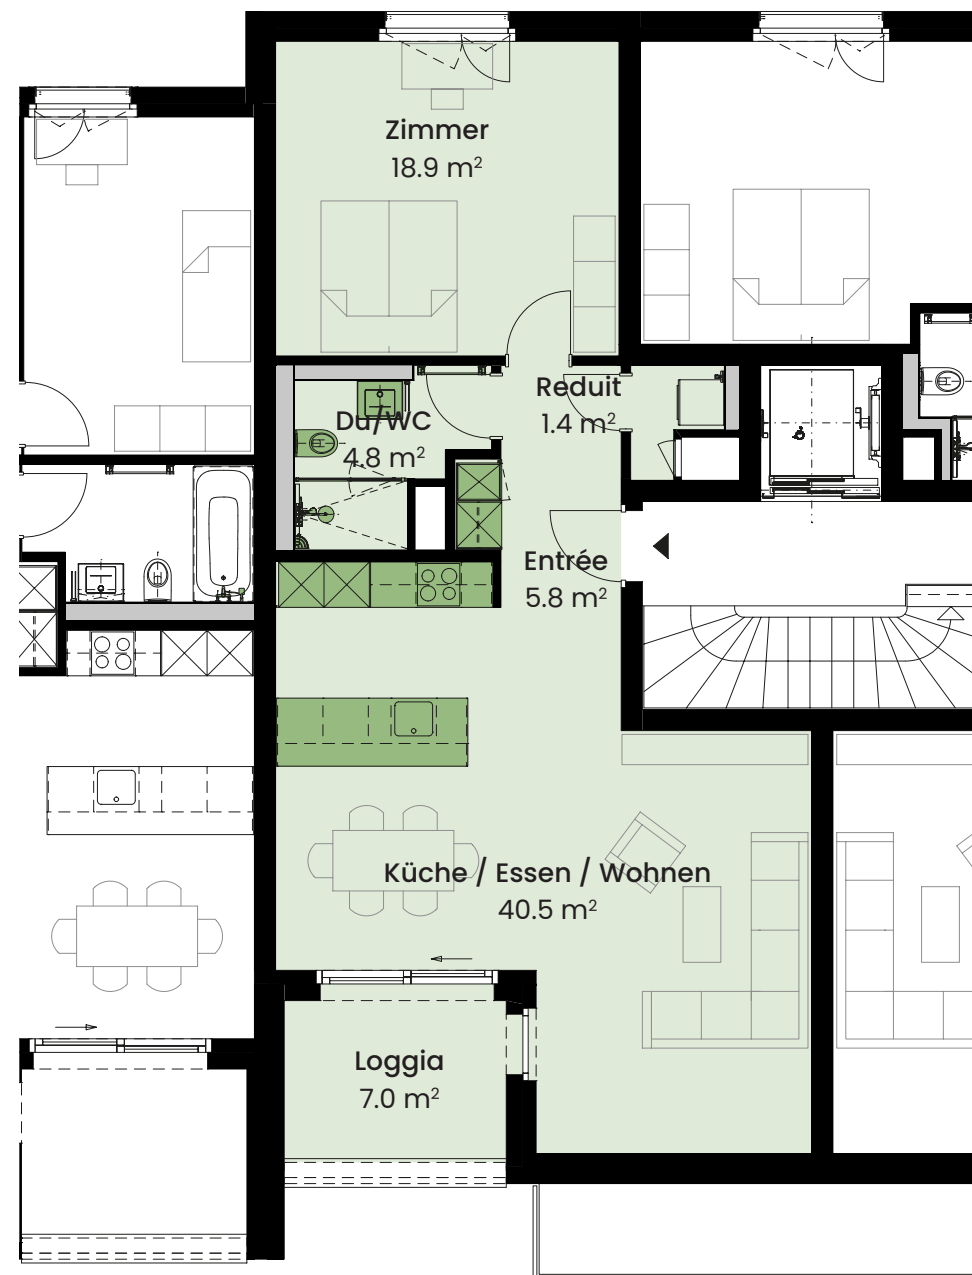 Zimmer
18.9 m²
Reduit
1.4 m²
Du/WC
4.8 m²
Entrée
5.8 m²
Küche / Essen / Wohnen
40.5 m²
Loggia
7.0 m²